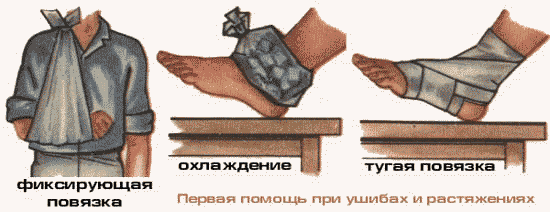 фиксирующая
повязка
охлаждение
тугая повязка
Первая помощь при ушибах и растяжениях